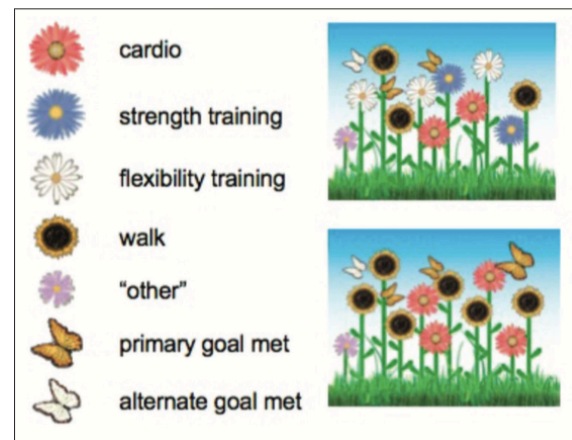 cardio
strength training
flexibility training
walk
“other”
primary goal met
alternate goal met